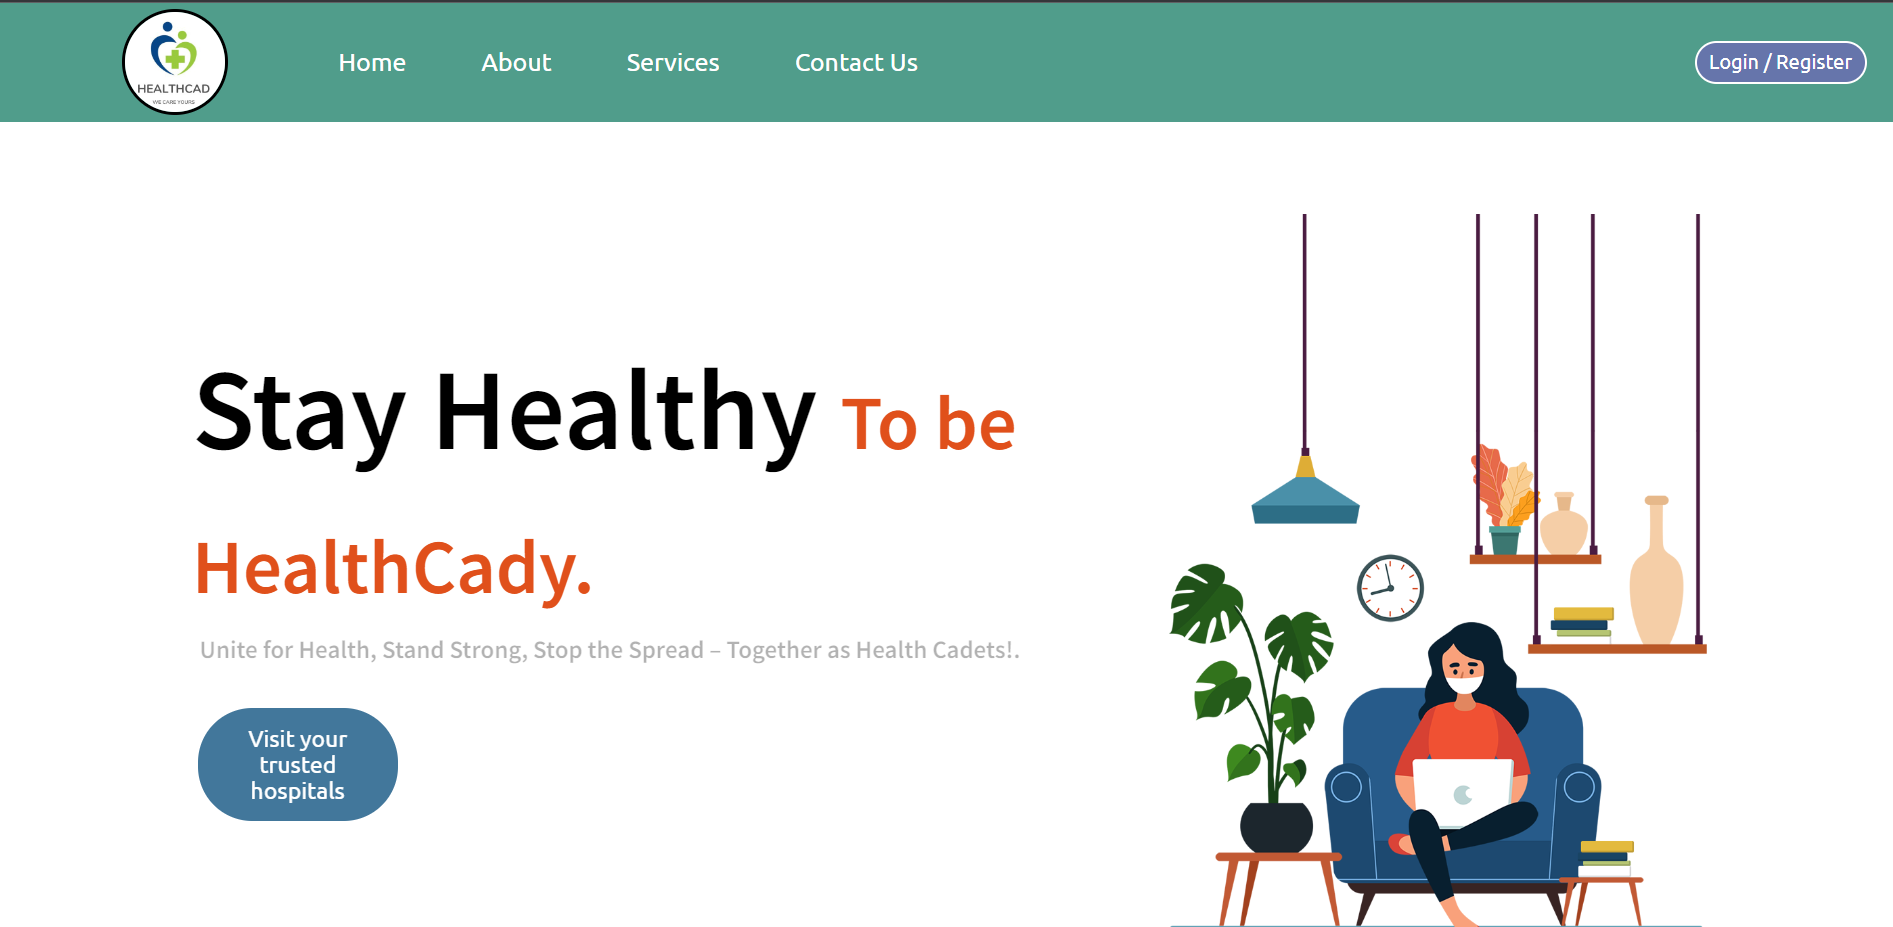 HEALTHCAD
WE CARE YOURS
Home
About
Services
Contact Us
Login / Register
Stay Healthy To be
HealthCady.
Unite for Health, Stand Strong, Stop the Spread – Together as Health Cadets!.
Visit your
trusted
hospitals